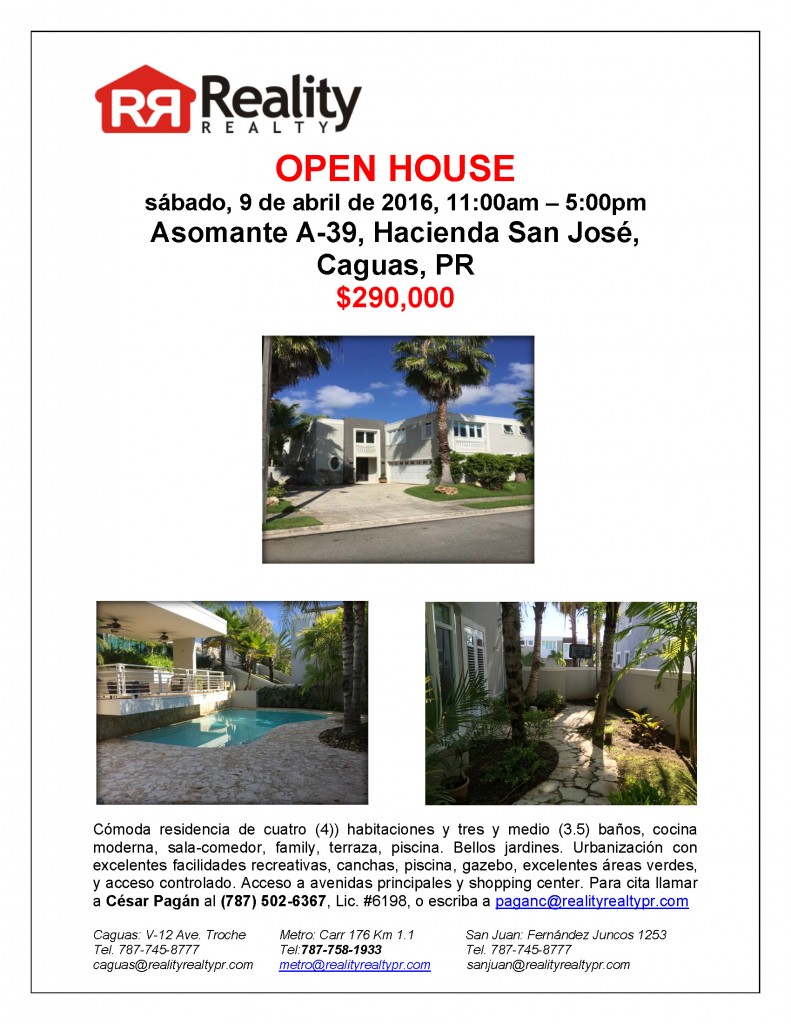 RR Reality
REALTY
OPEN HOUSE
sábado, 9 de abril de 2016, 11:00am – 5:00pm
Asomante A-39, Hacienda San José,
Caguas, PR
$290,000
Cómoda residencia de cuatro (4)) habitaciones y tres y medio (3.5) baños, cocina
moderna, sala-comedor, family, terraza, piscina. Bellos jardines. Urbanización con
excelentes facilidades recreativas, canchas, piscina, gazebo, excelentes áreas verdes,
y acceso controlado. Acceso a avenidas principales y shopping center. Para cita llamar
a César Pagán al (787) 502-6367, Lic. #6198, o escriba a paganc@realityrealtypr.com
Caguas: V-12 Ave. Troche
Tel. 787-745-8777
caguas@realityrealtypr.com
Metro: Carr 176 Km 1.1
Tel:787-758-1933
metro@realityrealtypr.com
San Juan: Fernández Juncos 1253
Tel. 787-745-8777
sanjuan@realityrealtypr.com